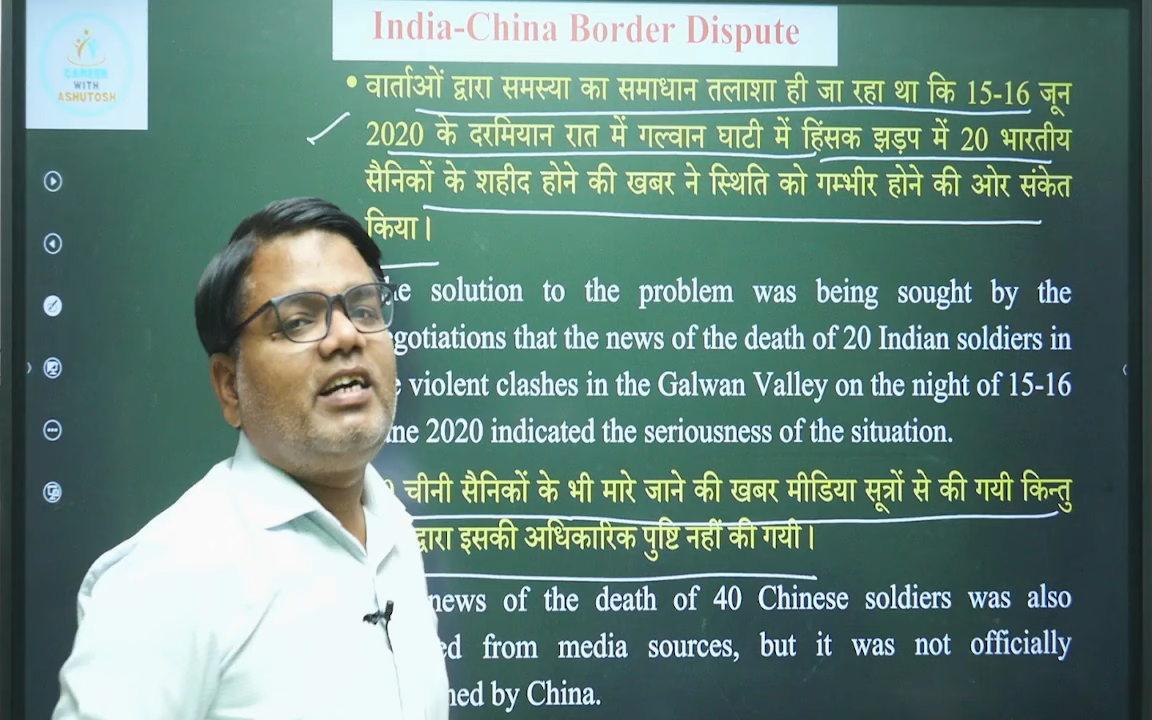 India-China Border Dispute
CAREER
WITH
ASHUTOSH
• वार्ताओं द्वारा समस्या का समाधान तलाशा ही जा रहा था कि 15-16 जून
2020 के दरमियान रात में गल्वान घाटी में हिंसक झड़प में 20 भारतीय
सैनिकों के शहीद होने की खबर ने स्थिति को गम्भीर होने की ओर संकेत
किया।
solution to the problem was being sought by the
that the news of the death of 20 Indian soldiers in
violent clashes in the Galwan Valley on the night of 15-16
2020 indicated the seriousness of the situation.
चीनी सैनिकों के भी मारे जाने की खबर मीडिया सूत्रों से की गयी किन्तु
द्वारा इसकी अधिकारिक पुष्टि नहीं की गयी।
news of the death of 40 Chinese soldiers was also
from media sources, but it was not officially
by China.